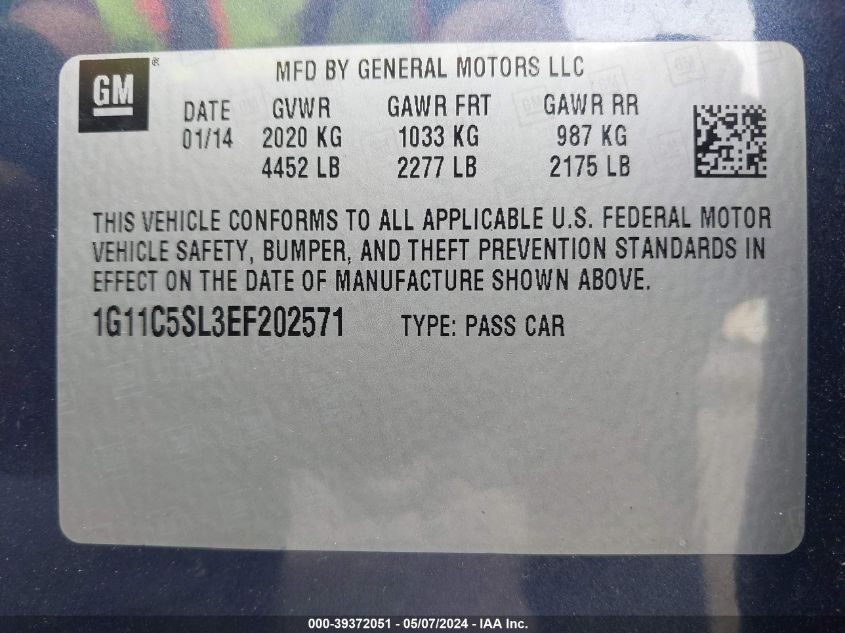 GM ®
MFD BY GENERAL MOTORS LLC
DATE GVWR GAWR FRT GAWR RR
01/14 2020 KG 1033 KG 987 KG
4452 LB 2277 LB 2175 LB
THIS VEHICLE CONFORMS TO ALL APPLICABLE U.S. FEDERAL MOTOR
VEHICLE SAFETY, BUMPER, AND THEFT PREVENTION STANDARDS IN
EFFECT ON THE DATE OF MANUFACTURE SHOWN ABOVE.
1G11C5SL3EF202571 TYPE: PASS CAR
000-39372051 - 05/07/2024 - IAA Inc.